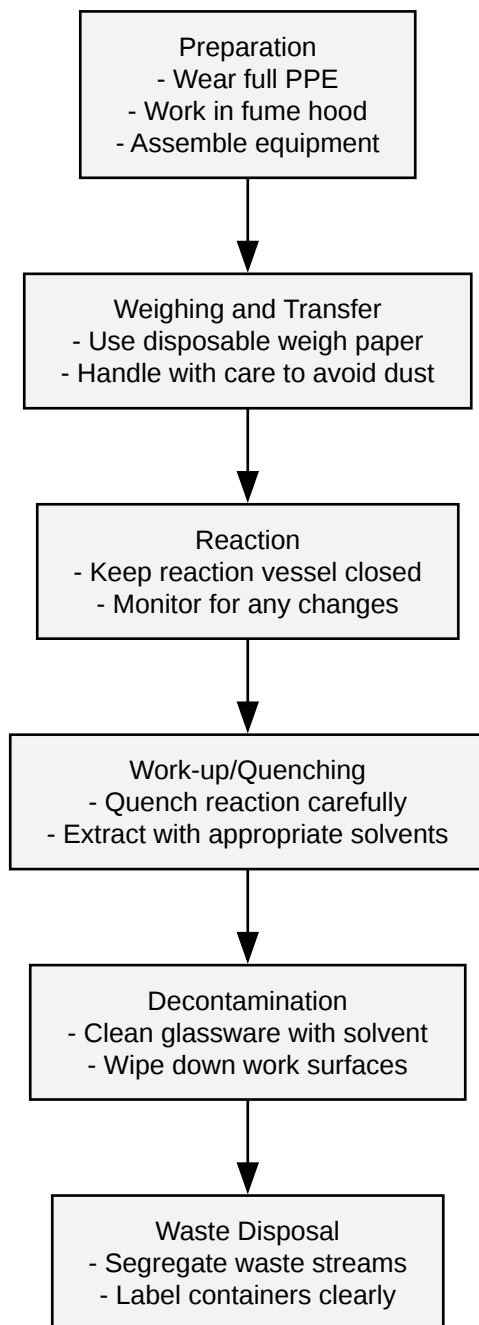 Preparation
- Wear full PPE
- Work in fume hood
- Assemble equipment
Weighing and Transfer
- Use disposable weigh paper
- Handle with care to avoid dust
Reaction
- Keep reaction vessel closed
- Monitor for any changes
Work-up/Quenching
- Quench reaction carefully
- Extract with appropriate solvents
Decontamination
- Clean glassware with solvent
- Wipe down work surfaces
Waste Disposal
- Segregate waste streams
- Label containers clearly